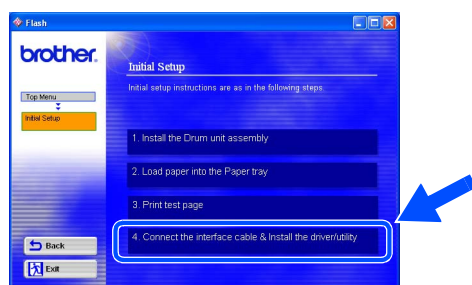 Flash
brother.
Initial Setup
Initial setup instructions are as in the following steps.
Top Menu
Initial Setup
1. Install the Drum unit assembly
2. Load paper into the Paper tray
3. Print test page
4. Connect the interface cable & Install the driver/utility
Back
Exit